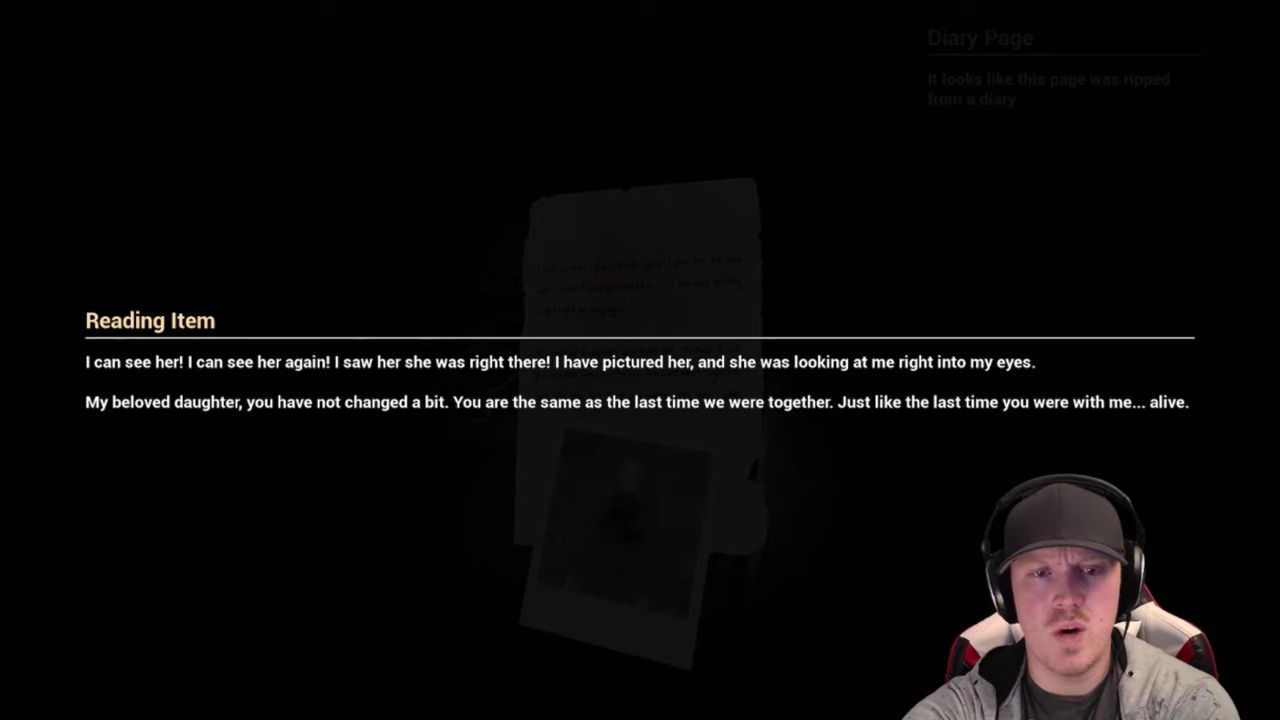 Diary Page
It looks like this page was ripped
from a diary
Reading Item
I can see her! I can see her again! I saw her she was right there! I have pictured her, and she was looking at me right into my eyes.
My beloved daughter, you have not changed a bit. You are the same as the last time we were together. Just like the last time you were with me... alive.